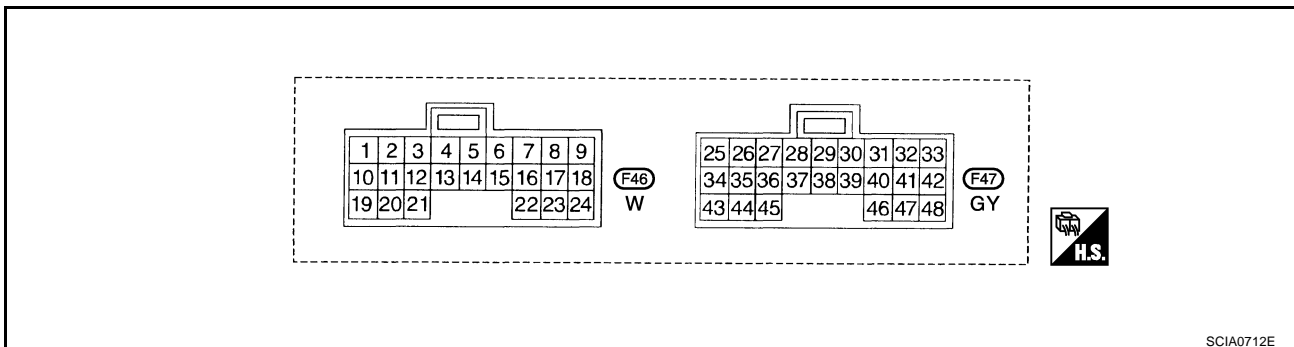 1 2 3 4 5 6 7 8 9
10 11 12 13 14 15 16 17 18
19 20 21 22 23 24
F46
W
25 26 27 28 29 30 31 32 33
34 35 36 37 38 39 40 41 42
43 44 45 46 47 48
F47
GY
H.S.
SCIA0712E